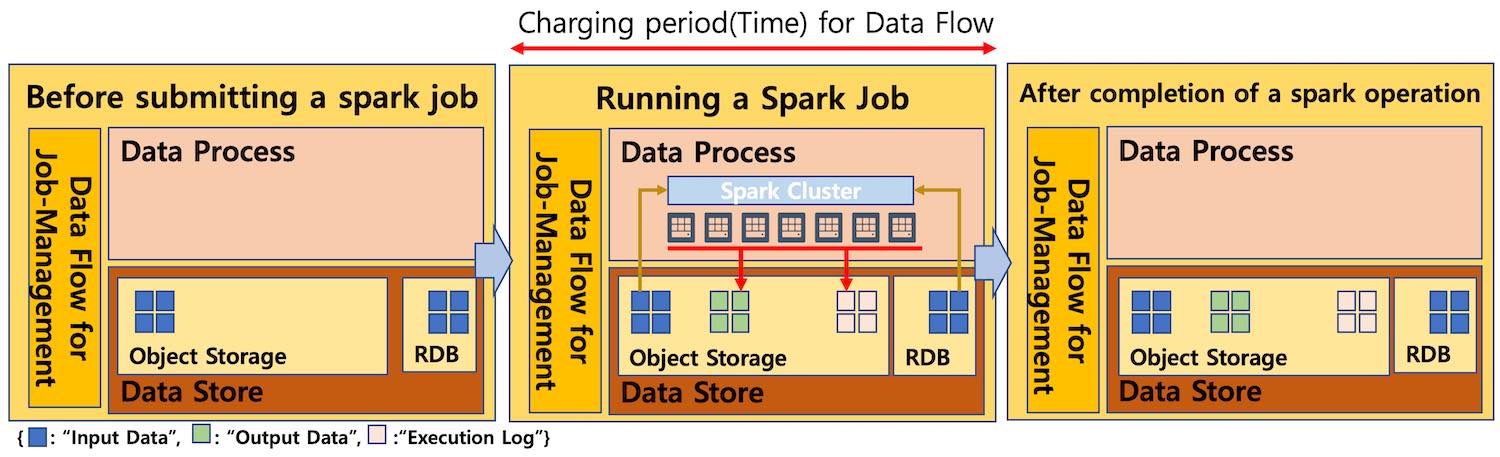 Charging period(Time) for Data Flow
Before submitting a spark job
Data Flow for
Job-Management
Data Process
Object Storage
RDB
Data Store
Running a Spark Job
Data Flow for
Job-Management
Data Process
Spark Cluster
Object Storage
RDB
Data Store
After completion of a spark operation
Data Flow for
Job-Management
Data Process
Object Storage
RDB
Data Store
{ : “Input Data”, : “Output Data”, :“Execution Log”}